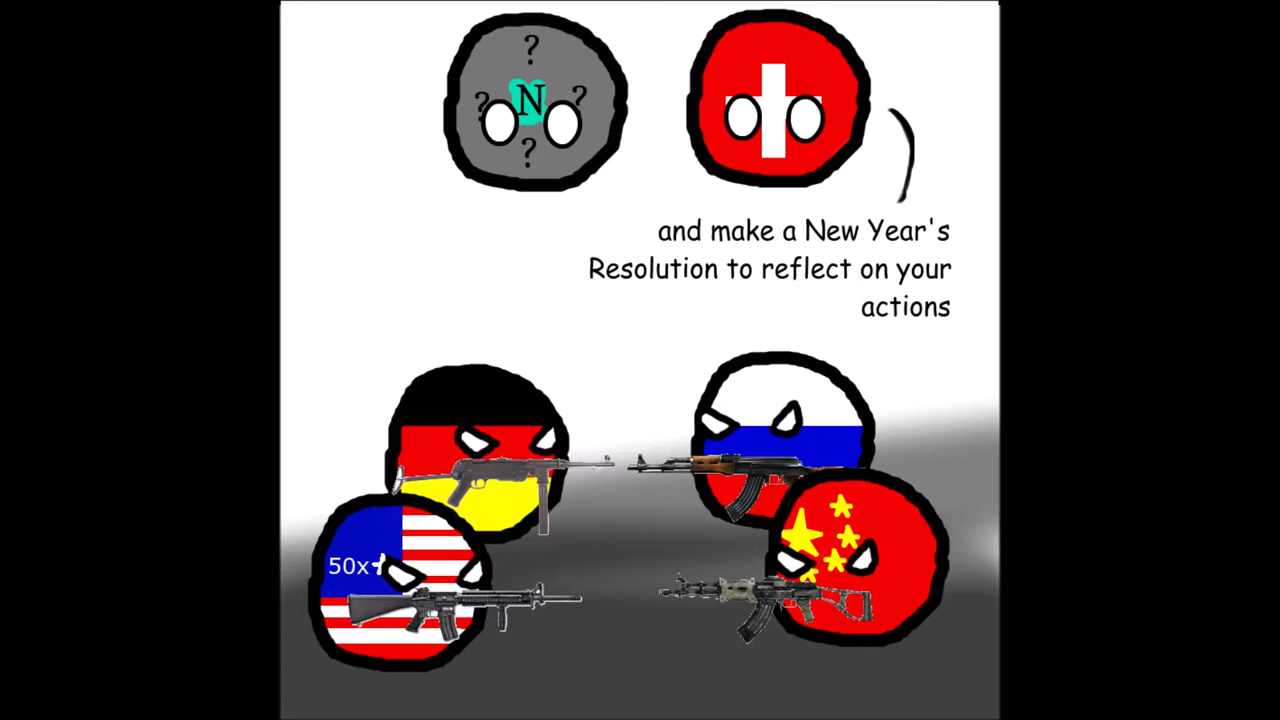 ?
? N ?
?
and make a New Year's
Resolution to reflect on your
actions
50x